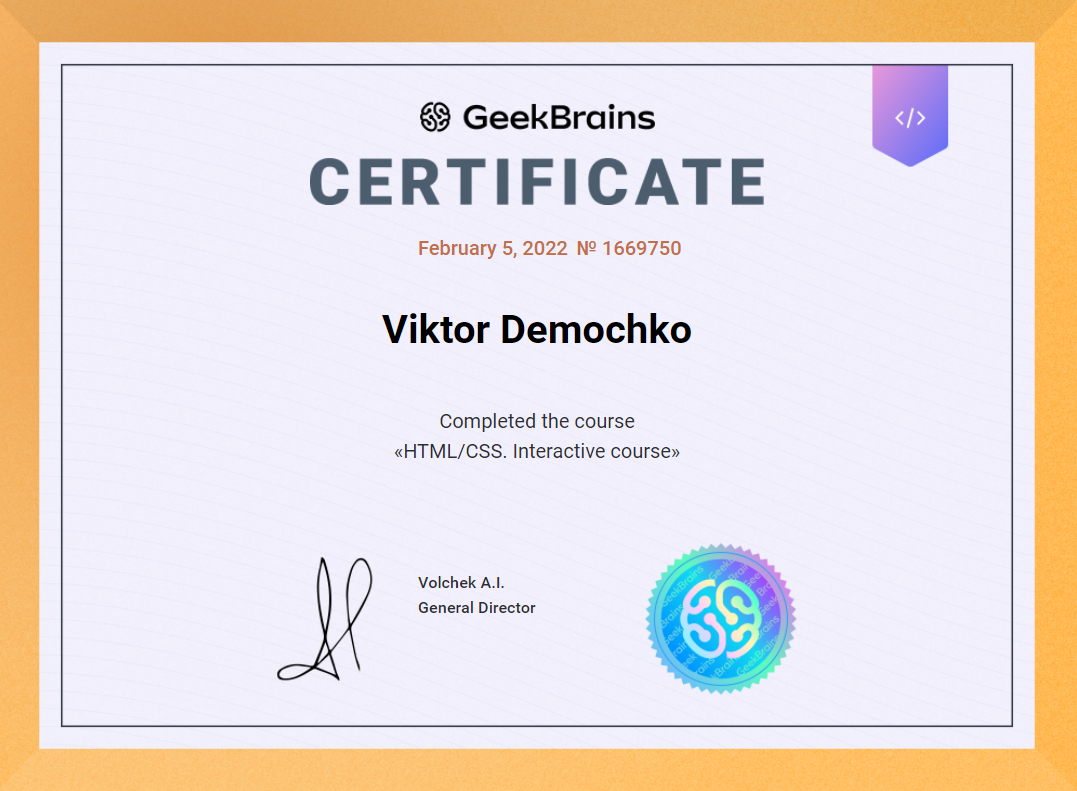 GeekBrains
</>
CERTIFICATE
February 5, 2022 № 1669750
Viktor Demochko
Completed the course
«HTML/CSS. Interactive course»
Volchek A.I.
General Director
GeekBrains